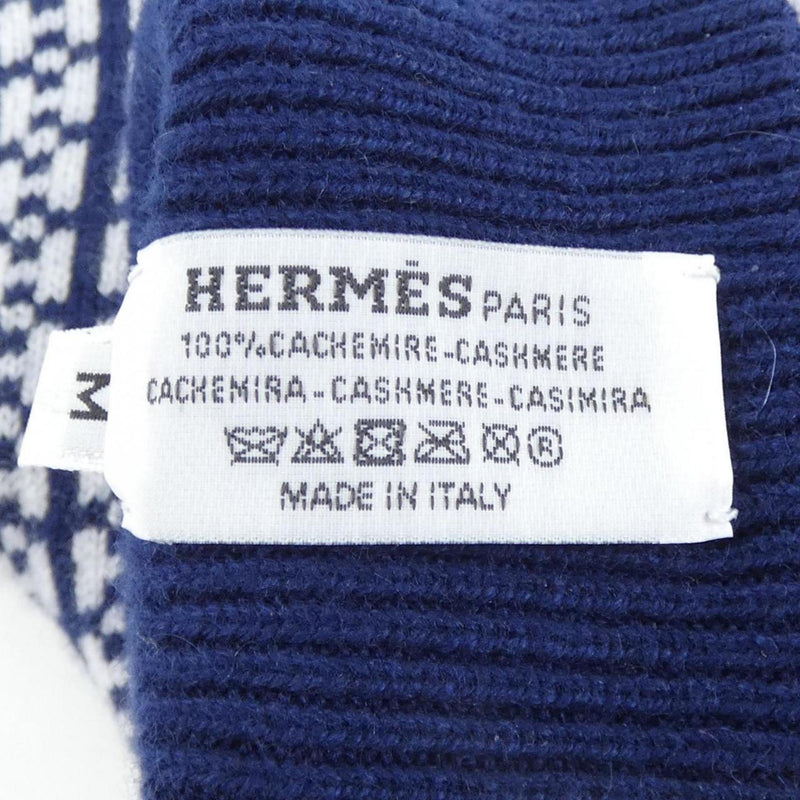 HERMÈS PARIS
100% CACHEMIRE-CASHMERE
CACHEMIRA-CASHMERE-CASIMIRA
®
MADE IN ITALY
M